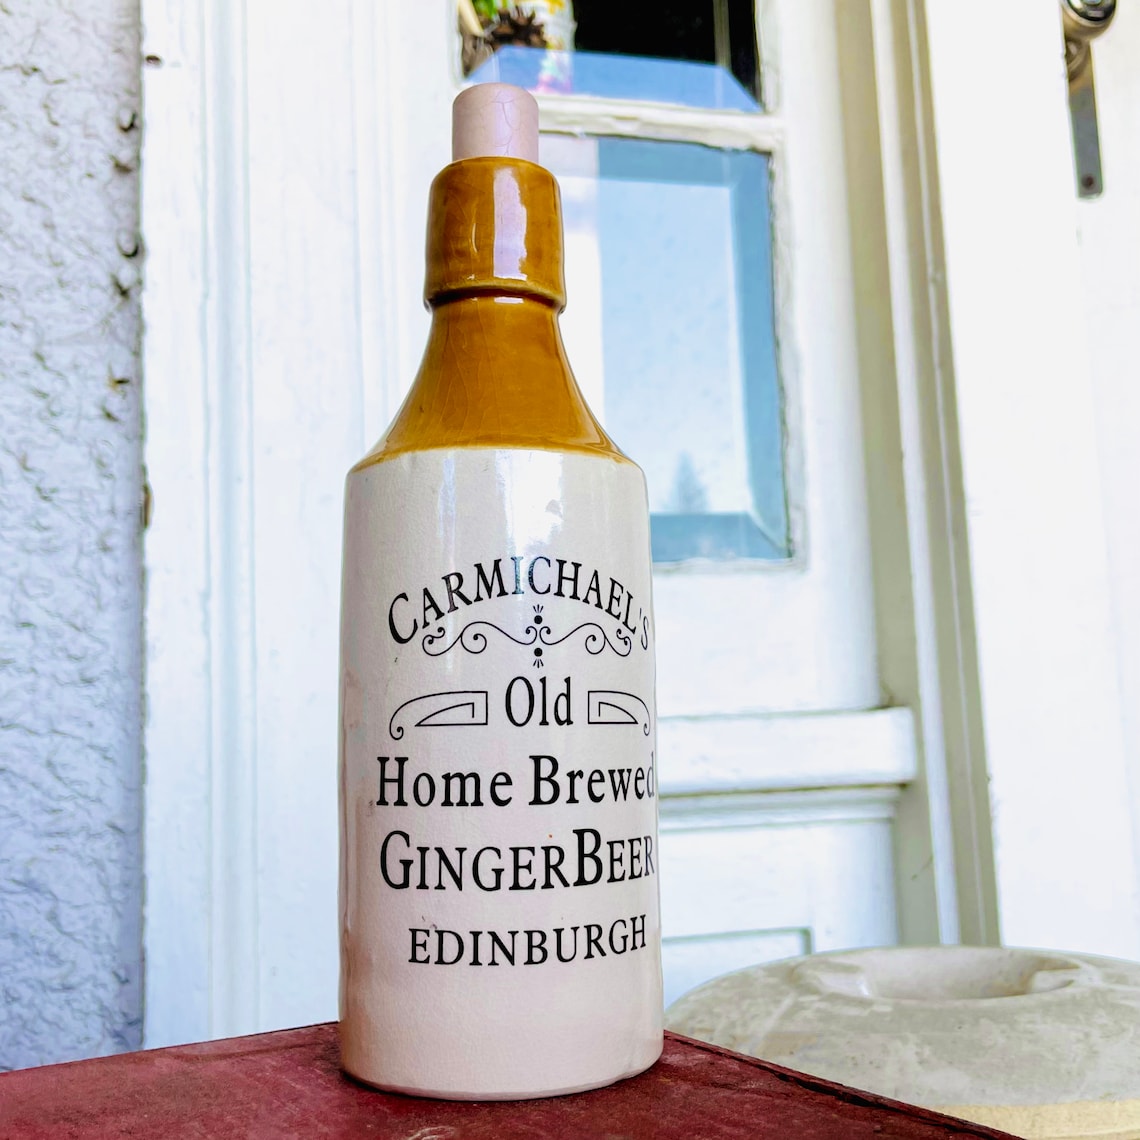 CARMICHAEL'S
Old
Home Brewed
GINGERBEER
EDINBURGH